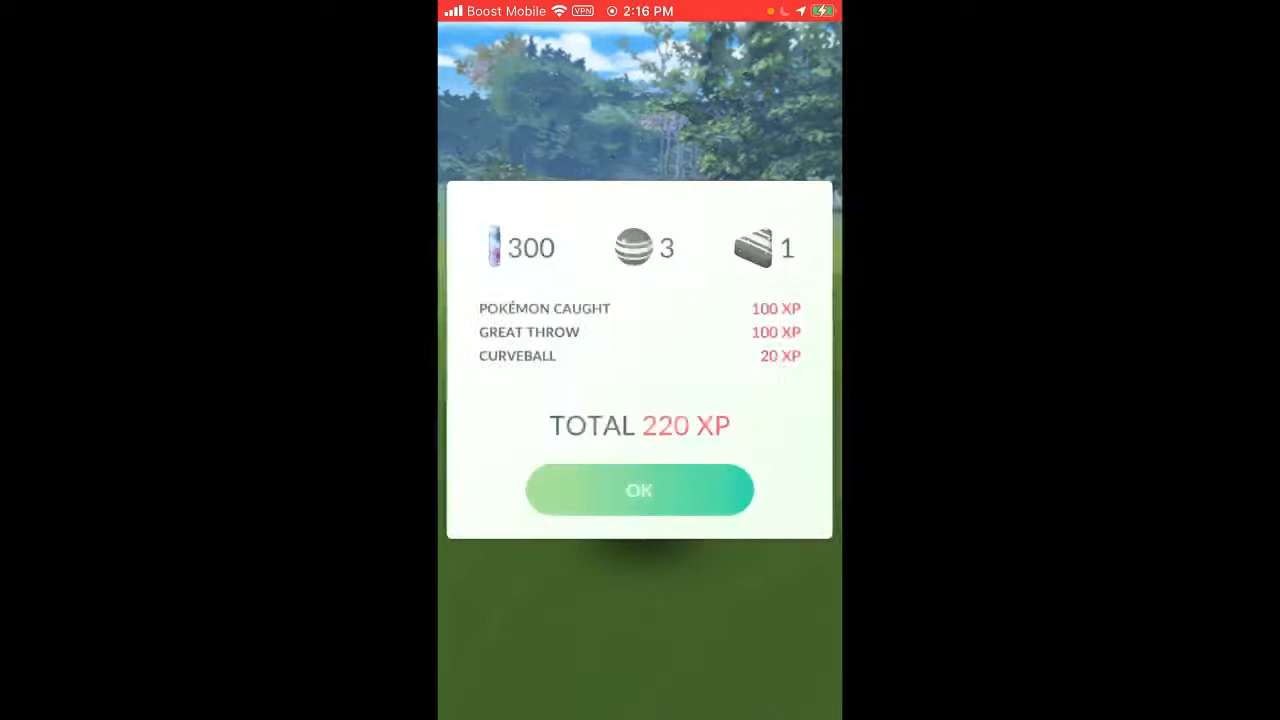 Boost Mobile VPN 2:16 PM
300 3 1
POKÉMON CAUGHT 100 XP
GREAT THROW 100 XP
CURVEBALL 20 XP
TOTAL 220 XP
OK